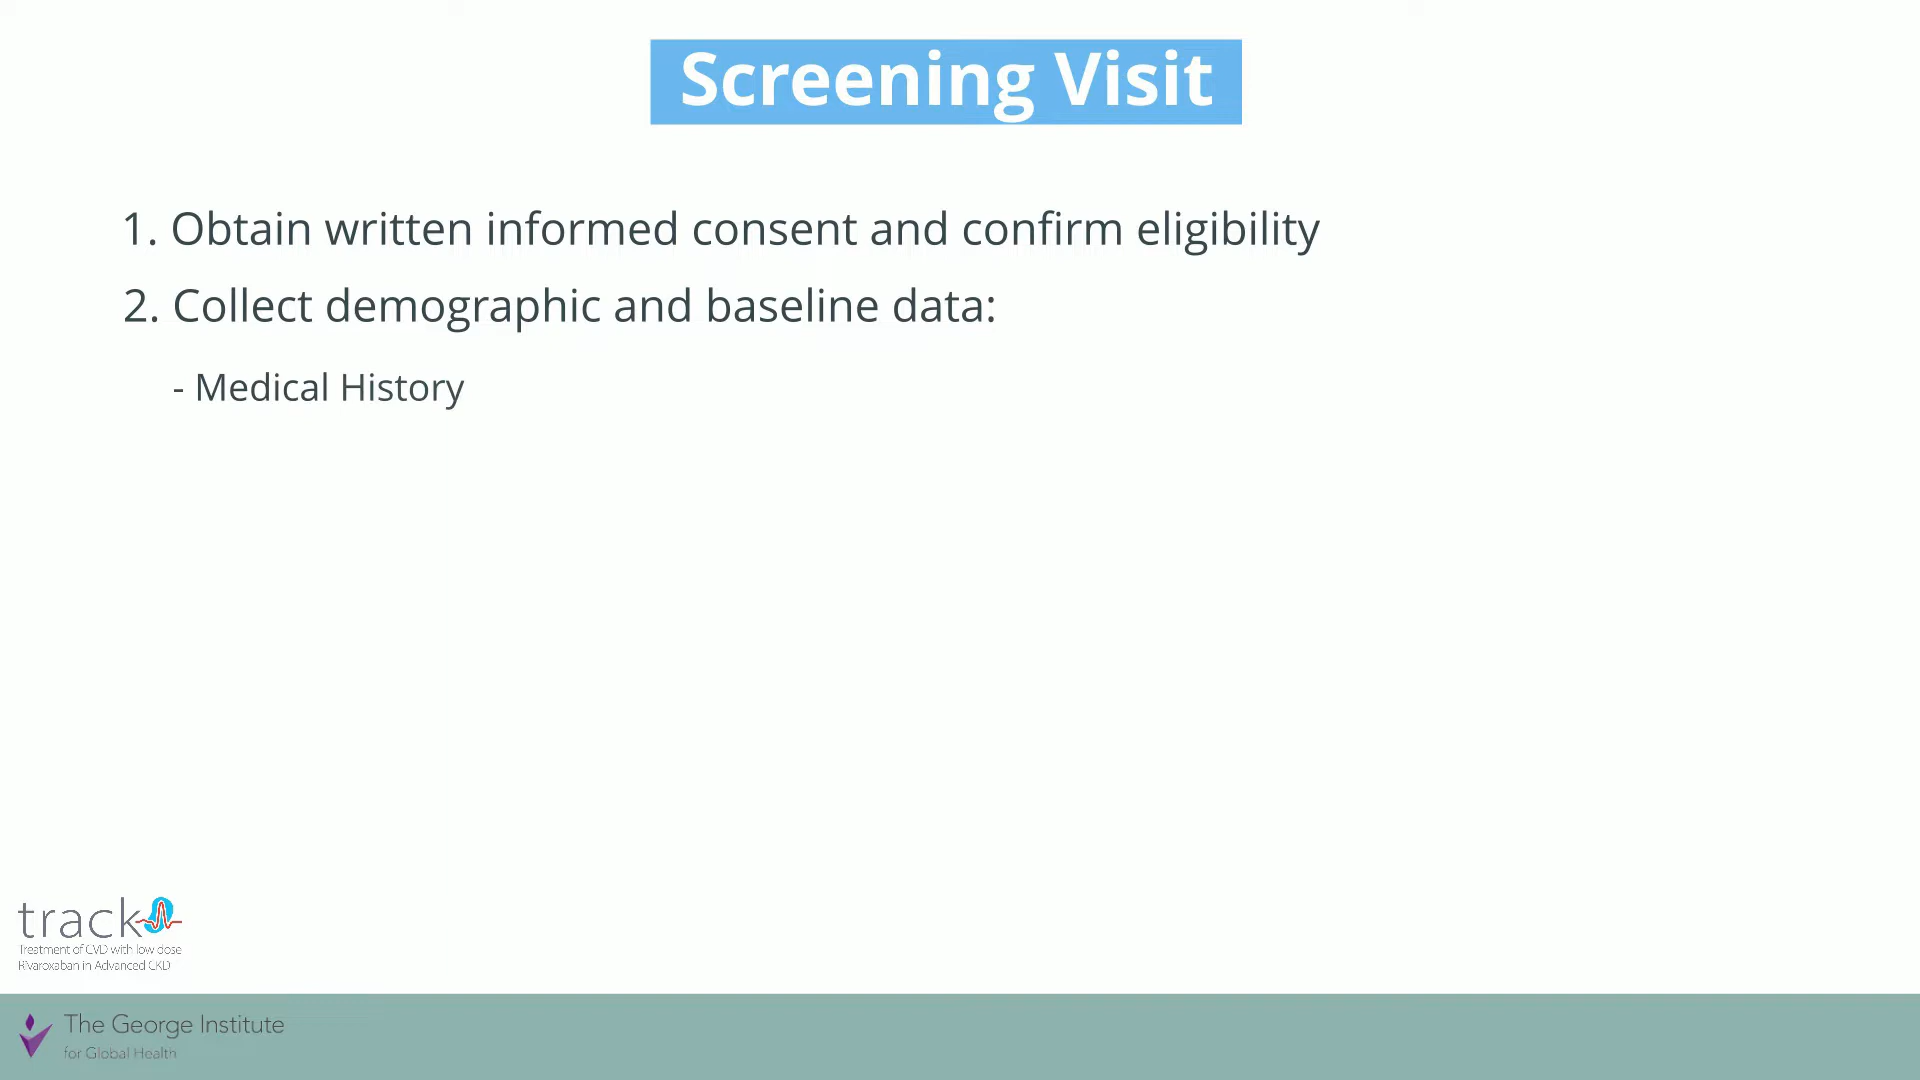 Screening Visit
1. Obtain written informed consent and confirm eligibility
2. Collect demographic and baseline data:
- Medical History
track
Treatment of CVD with low dose
Rivaroxaban in Advanced CKD
The George Institute
for Global Health